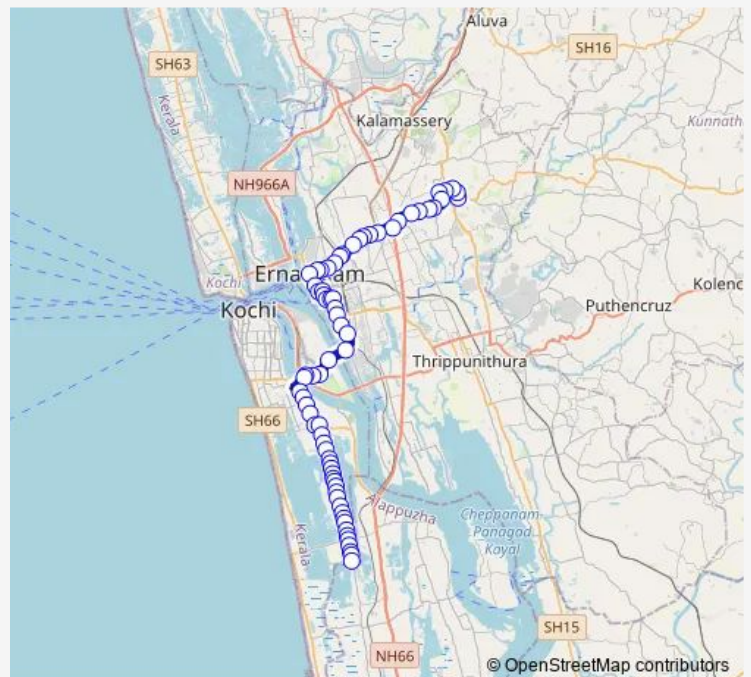 Aluva
SH16
SH63
Kerala
Kalamassery
Kunnath
NH966A
Kochi
Ernakulam
Kolenc
Kochi
Puthencruz
Thrippunithura
SH66
Alappuzha
Cheppanam-
Panagad
Kayal
Kerala
SH15
NH66
© OpenStreetMap contributors